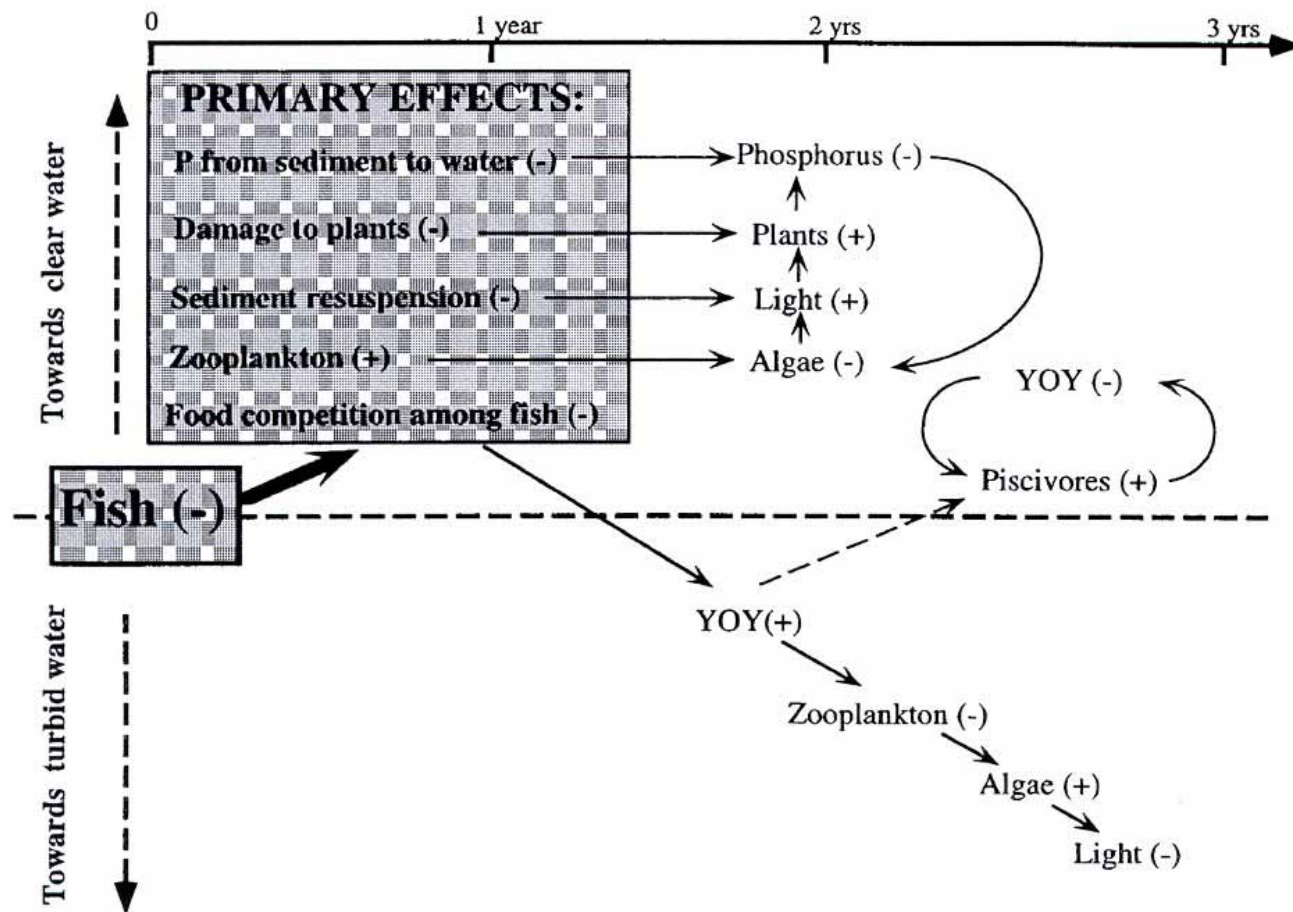 0 1 year 2 yrs 3 yrs
PRIMARY EFFECTS:
P from sediment to water (-) Phosphorus (-)
Damage to plants (-) Plants (+)
Sediment resuspension (-) Light (+)
Zooplankton (+) Algae (-)
Food competition among fish (-)
YOY (-)
Piscivores (+)
Fish (-)
YOY(+)
Zooplankton (-)
Algae (+)
Light (-)
Towards clear water
Towards turbid water